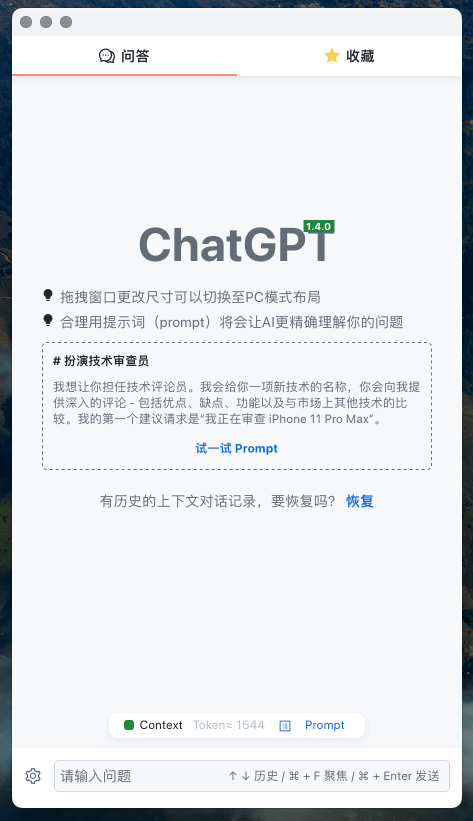 问答
收藏
ChatGPT
1.4.0
拖拽窗口更改尺寸可以切换至PC模式布局
合理用提示词（prompt）将会让AI更精确理解你的问题
# 扮演技术审查员
我想让你担任技术评论员。我会给你一项新技术的名称，你会向我提
供深入的评论 - 包括优点、缺点、功能以及与市场上其他技术的比
较。我的第一个建议请求是“我正在审查 iPhone 11 Pro Max”。
试一试 Prompt
有历史的上下文对话记录，要恢复吗？ 恢复
Context Token≈ 1544 Prompt
请输入问题 ↑ ↓ 历史 / ⌘ + F 聚焦 / ⌘ + Enter 发送